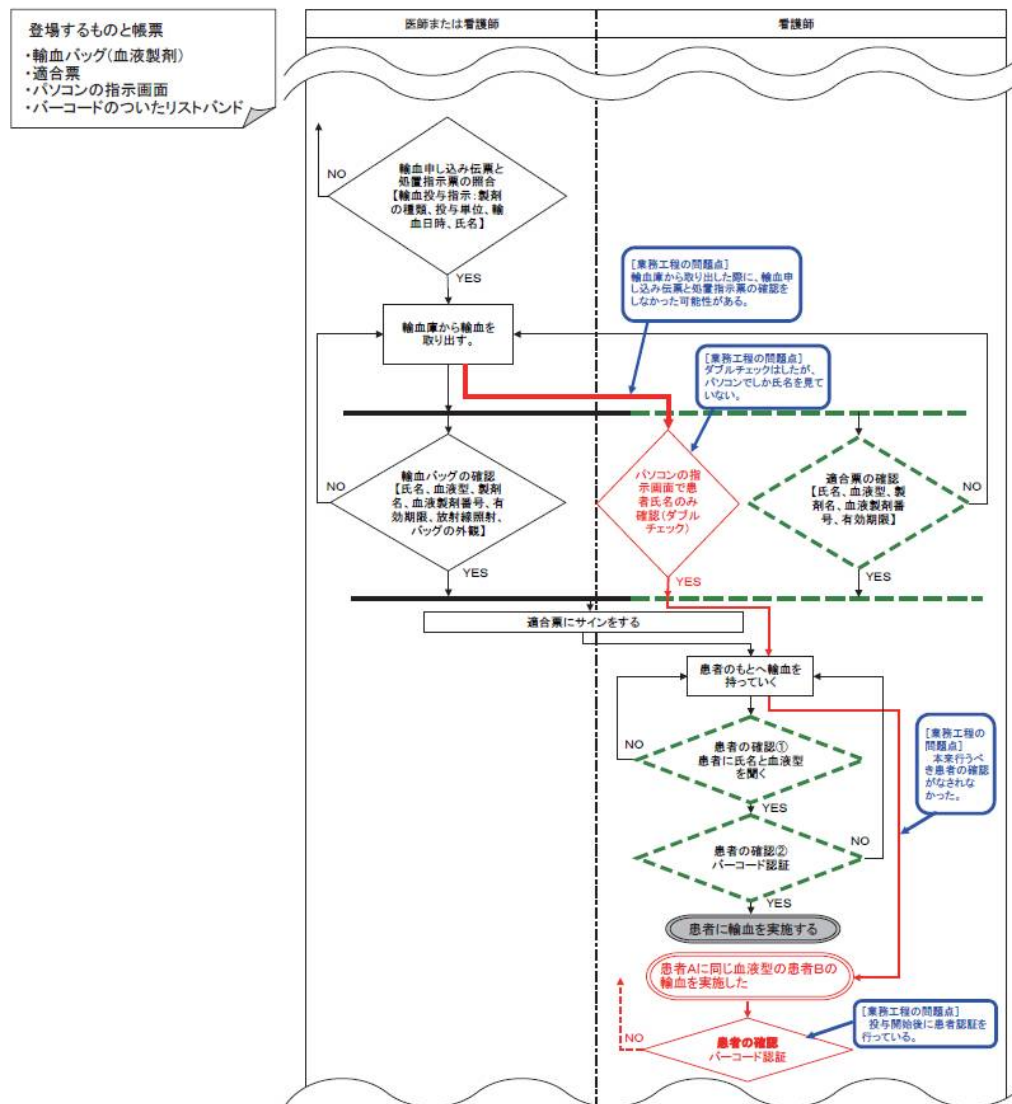 登場するものと帳票
・輸血バッグ(血液製剤)
・適合票
・パソコンの指示画面
・バーコードのついたリストバンド
医師または看護師
看護師
NO
輸血申し込み伝票と
処置指示票の照合
【輸血投与指示:製剤
の種類、投与単位、輸
血日時、氏名】
YES
[業務工程の問題点]
輸血庫から取り出した際に、輸血申
し込み伝票と処置指示票の確認を
しなかった可能性がある。
輸血庫から輸血を
取り出す。
[業務工程の問題点]
ダブルチェックはしたが、
パソコンでしか氏名を見て
いない。
NO
輸血バッグの確認
【氏名、血液型、製剤
名、血液製剤番号、有
効期限、放射線照射、
バッグの外観】
YES
パソコンの指
示画面で患
者氏名のみ
確認(ダブル
チェック)
YES
適合票の確認
【氏名、血液型、製
剤名、血液製剤番
号、有効期限】
NO
YES
適合票にサインをする
患者のもとへ輸血を
持っていく
NO
患者の確認①
患者に氏名と血液型
を聞く
YES
[業務工程の
問題点]
本来行うべ
き患者の確認
がなされな
かった。
患者の確認②
バーコード認証
NO
YES
患者に輸血を実施する
患者Aに同じ血液型の患者Bの
輸血を実施した
[業務工程の問題点]
投与開始後に患者認証を
行っている。
NO
患者の確認
バーコード認証